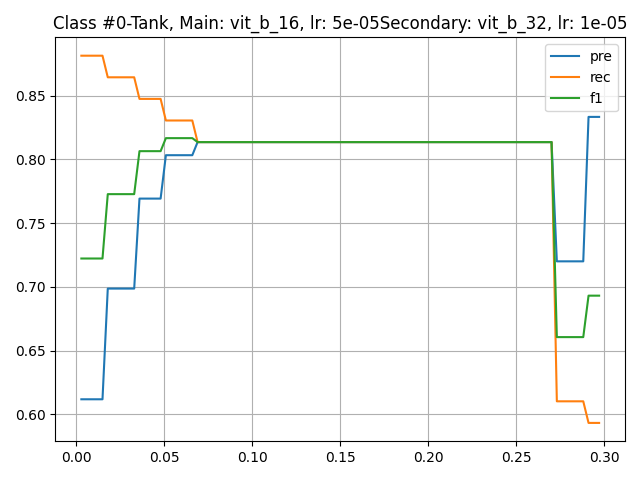 Class #0-Tank, Main: vit_b_16, lr: 5e-05Secondary: vit_b_32, lr: 1e-05
pre
rec
f1
0.85
0.80
0.75
0.70
0.65
0.60
0.00 0.05 0.10 0.15 0.20 0.25 0.30